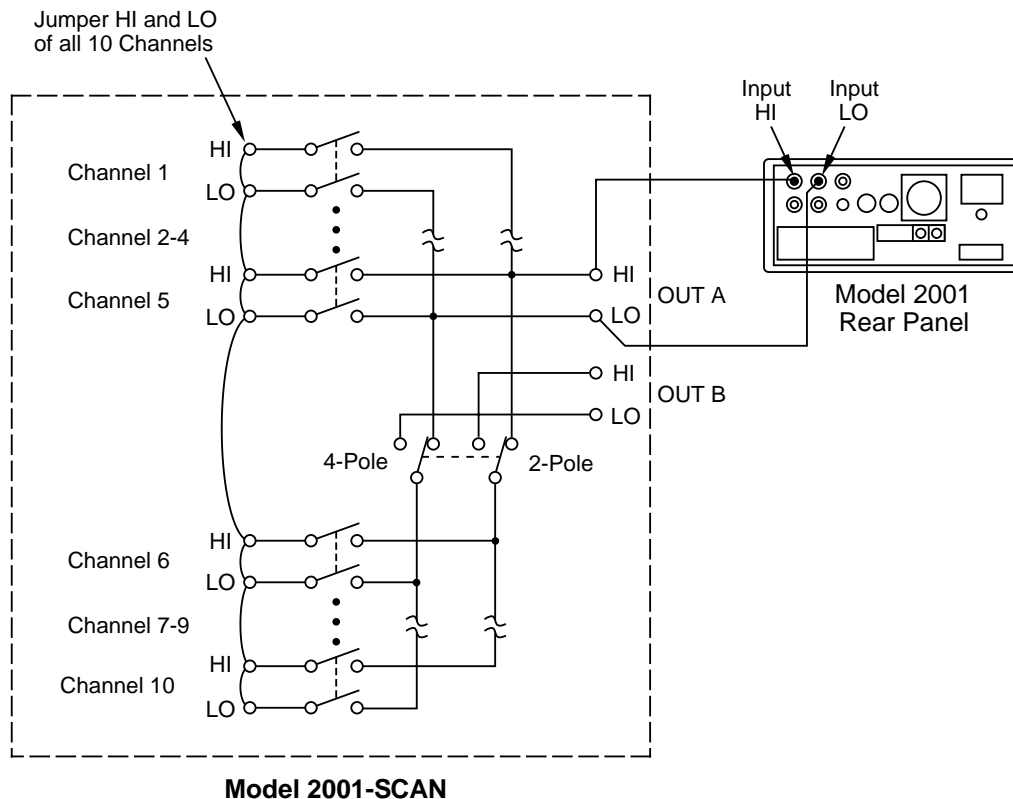 Jumper HI and LO
of all 10 Channels
Input
HI
Input
LO
HI
Channel 1
LO
Channel 2-4
HI
Channel 5
LO
HI
OUT A
LO
HI
OUT B
LO
Model 2001
Rear Panel
4-Pole
2-Pole
HI
Channel 6
LO
Channel 7-9
HI
Channel 10
LO
Model 2001-SCAN